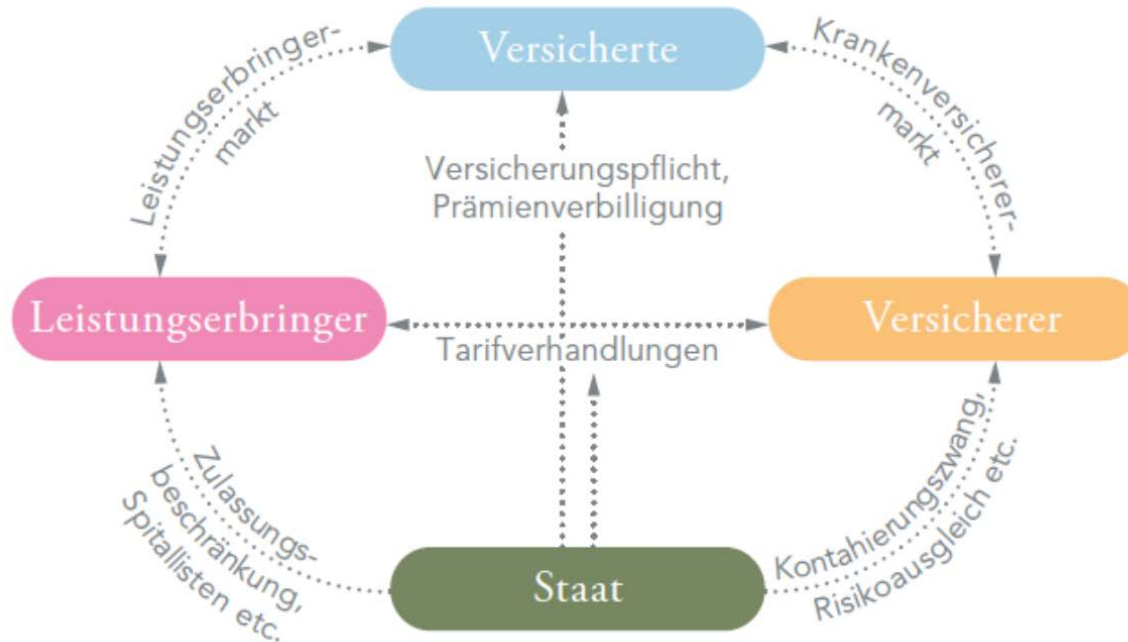 Versicherte
Leistungserbringer-
markt
Krankenversicherer-
markt
Versicherungspflicht,
Prämienverbilligung
Leistungserbringer
Versicherer
Tarifverhandlungen
Zulassungs-
beschränkung,
Spitallisten etc.
Kontahierungszwang,
Risikoausgleich etc.
Staat